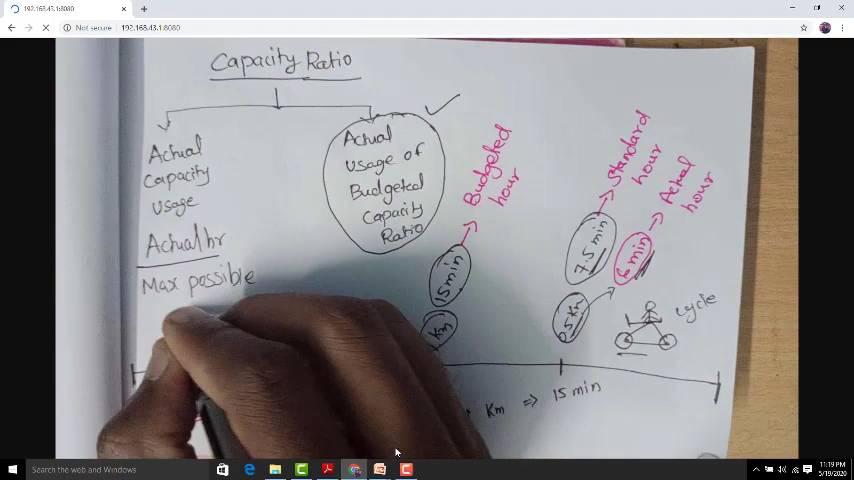 192.168.43.1:8080
Not secure
192.168.43.1:8080
Capacity Ratio
Actual
Capacity
usage
Actual hr
Max possible
Actual
usage of
Budgeted
Capacity
Ratio
15 min
Budgeted
hour
Km
7.5 min
Standard
hour
6 min
Actual
hour
0.5 Km
cycle
Km => 15 min
Search the web and Windows
11:19 PM
5/19/2020